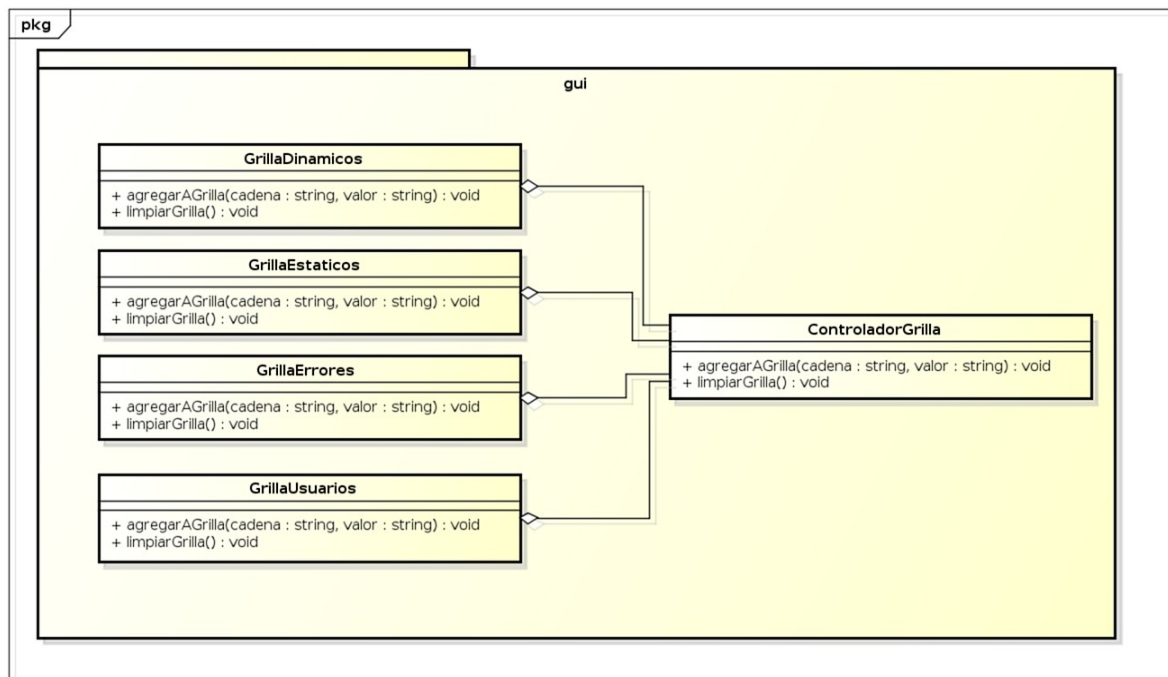 pkg
gui
GrillaDinamicos
+ agregarAGrilla(cadena : string, valor : string) : void
+ limpiarGrilla() : void
GrillaEstaticos
+ agregarAGrilla(cadena : string, valor : string) : void
+ limpiarGrilla() : void
GrillaErrores
+ agregarAGrilla(cadena : string, valor : string) : void
+ limpiarGrilla() : void
GrillaUsuarios
+ agregarAGrilla(cadena : string, valor : string) : void
+ limpiarGrilla() : void
ControladorGrilla
+ agregarAGrilla(cadena : string, valor : string) : void
+ limpiarGrilla() : void